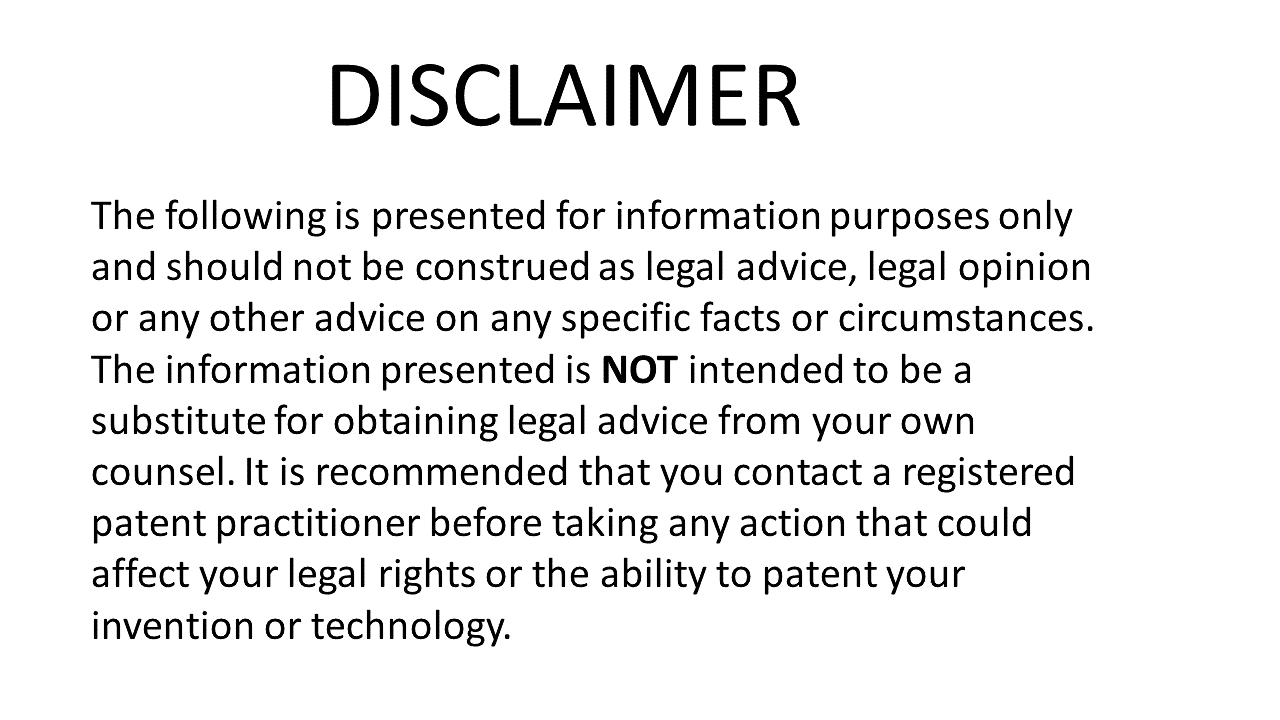 DISCLAIMER
The following is presented for information purposes only
and should not be construed as legal advice, legal opinion
or any other advice on any specific facts or circumstances.
The information presented is NOT intended to be a
substitute for obtaining legal advice from your own
counsel. It is recommended that you contact a registered
patent practitioner before taking any action that could
affect your legal rights or the ability to patent your
invention or technology.